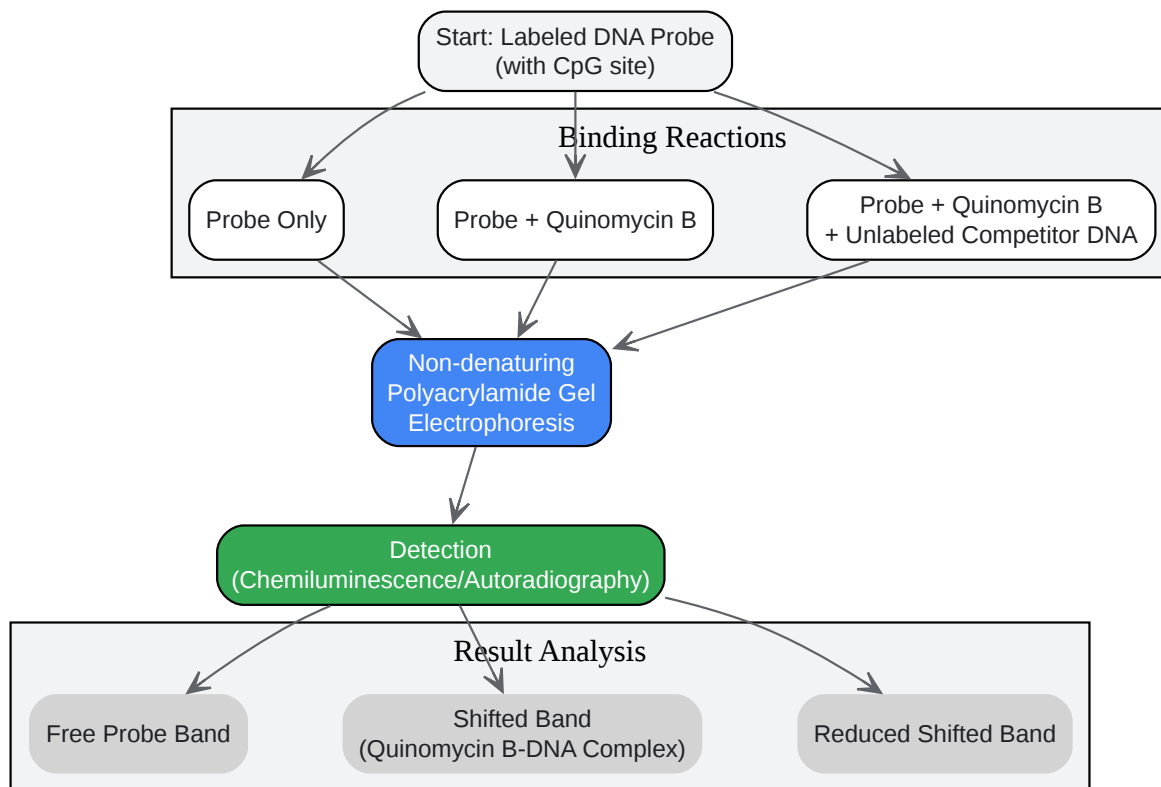 Start: Labeled DNA Probe
(with CpG site)
Binding Reactions
Probe Only
Probe + Quinomycin B
Probe + Quinomycin B
+ Unlabeled Competitor DNA
Non-denaturing
Polyacrylamide Gel
Electrophoresis
Detection
(Chemiluminescence/Autoradiography)
Result Analysis
Free Probe Band
Shifted Band
(Quinomycin B-DNA Complex)
Reduced Shifted Band